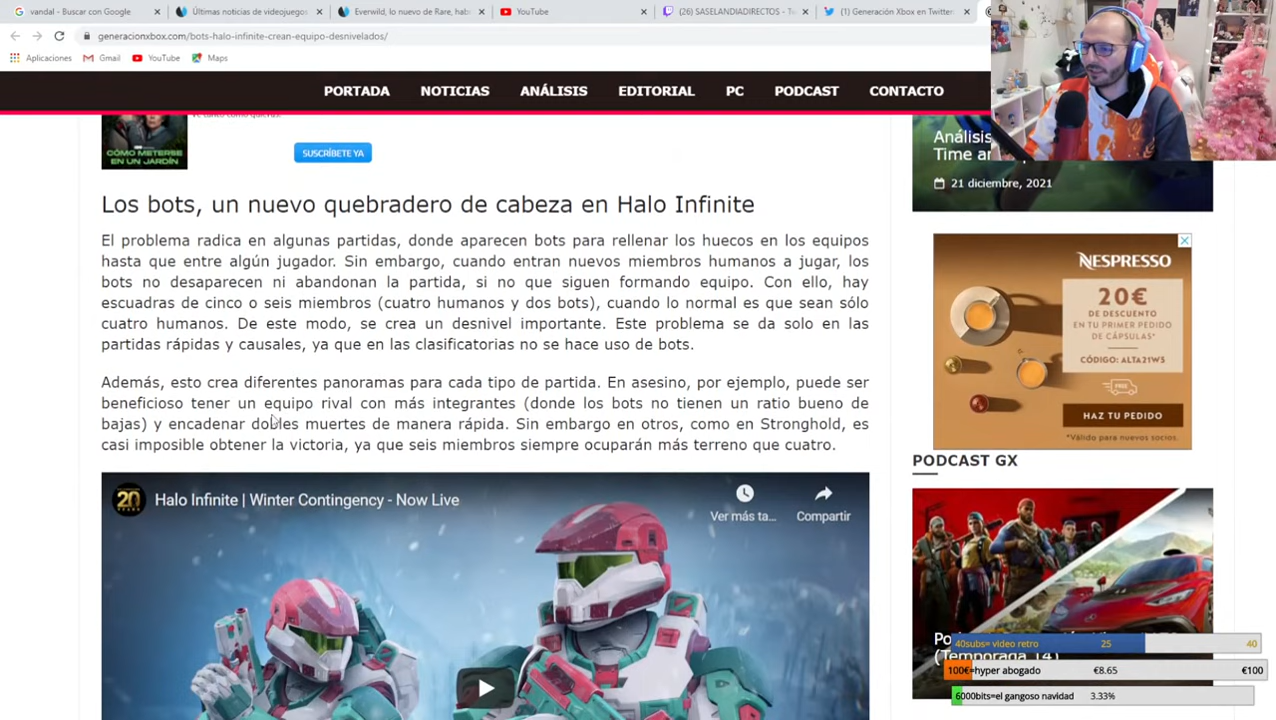 vandal - Buscar con Google
Últimas noticias de videojuegos
Everwild, lo nuevo de Rare, hab
YouTube
(26) SASELANDIADIRECTOS - Tw
(1) Generación Xbox en Twitter
generacionxbox.com/bots-halo-infinite-crean-equipo-desnivelados/
Aplicaciones
Gmail
YouTube
Maps
PORTADA
NOTICIAS
ANÁLISIS
EDITORIAL
PC
PODCAST
CONTACTO
CÓMO METERSE
EN UN JARDÍN
SUSCRÍBETE YA
Análisis
Time an
21 diciembre, 2021
Los bots, un nuevo quebradero de cabeza en Halo Infinite
El problema radica en algunas partidas, donde aparecen bots para rellenar los huecos en los equipos
hasta que entre algún jugador. Sin embargo, cuando entran nuevos miembros humanos a jugar, los
bots no desaparecen ni abandonan la partida, si no que siguen formando equipo. Con ello, hay
escuadras de cinco o seis miembros (cuatro humanos y dos bots), cuando lo normal es que sean sólo
cuatro humanos. De este modo, se crea un desnivel importante. Este problema se da solo en las
partidas rápidas y causales, ya que en las clasificatorias no se hace uso de bots.
Además, esto crea diferentes panoramas para cada tipo de partida. En asesino, por ejemplo, puede ser
beneficioso tener un equipo rival con más integrantes (donde los bots no tienen un ratio bueno de
bajas) y encadenar dobles muertes de manera rápida. Sin embargo en otros, como en Stronghold, es
casi imposible obtener la victoria, ya que seis miembros siempre ocuparán más terreno que cuatro.
20
Halo Infinite | Winter Contingency - Now Live
Ver más ta...
Compartir
NESPRESSO
20€
DE DESCUENTO
EN TU PRIMER PEDIDO
DE CÁPSULAS*
CÓDIGO: ALTA21W5
HAZ TU PEDIDO
*Válido para nuevos socios.
PODCAST GX
(Temporada 14)
40subs= video retro 25 40
100€=hyper abogado €8.65 €100
6000bits=el gangoso navidad 3.33%